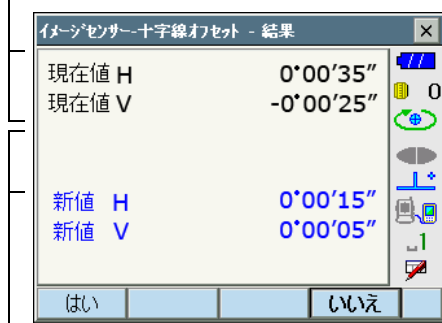 ｲﾒｰｼﾞｾﾝｻｰ-十字線ｵﾌｾｯﾄ - 結果
現在値 H 0°00'35"
現在値 V -0°00'25"
0
新値 H 0°00'15"
新値 V 0°00'05"
1
はい いいえ